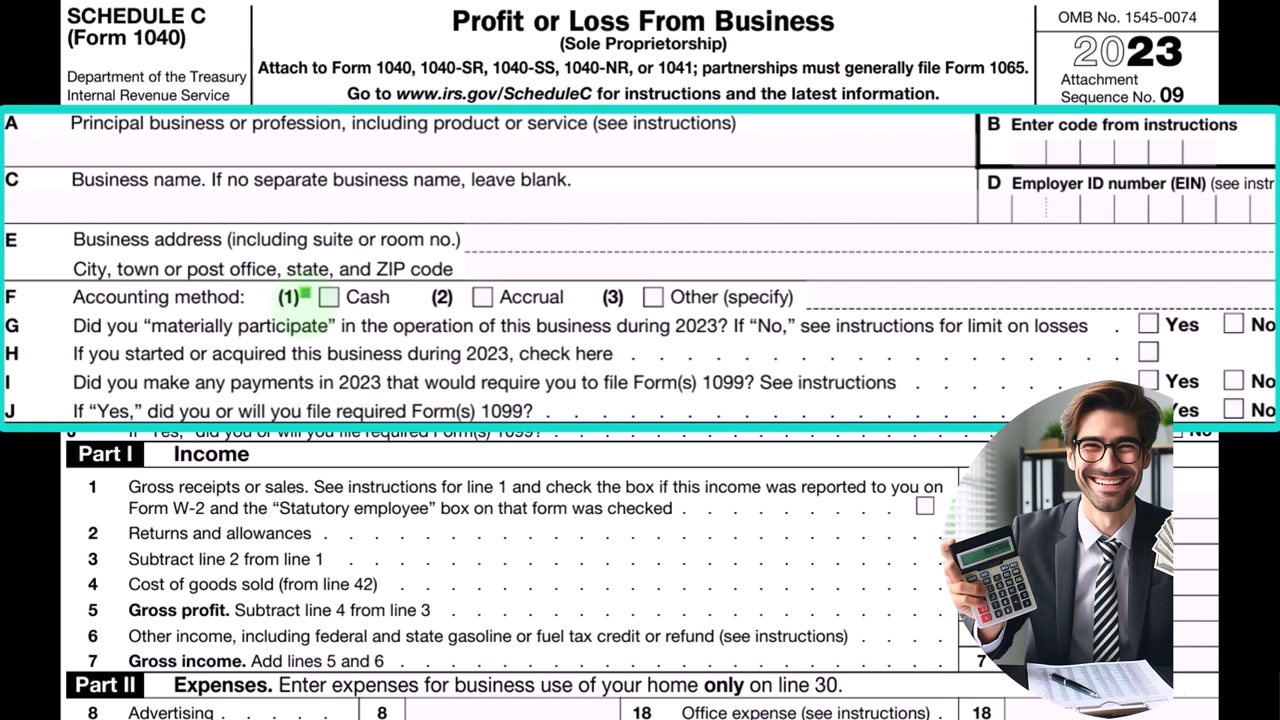 SCHEDULE C
(Form 1040)
Department of the Treasury
Internal Revenue Service
Profit or Loss From Business
(Sole Proprietorship)
Attach to Form 1040, 1040-SR, 1040-SS, 1040-NR, or 1041; partnerships must generally file Form 1065.
Go to www.irs.gov/ScheduleC for instructions and the latest information.
OMB No. 1545-0074
2023
Attachment
Sequence No. 09
A Principal business or profession, including product or service (see instructions)
B Enter code from instructions
C Business name. If no separate business name, leave blank.
D Employer ID number (EIN) (see instr
E Business address (including suite or room no.)
City, town or post office, state, and ZIP code
F Accounting method: (1) Cash (2) Accrual (3) Other (specify)
G Did you “materially participate” in the operation of this business during 2023? If “No,” see instructions for limit on losses . Yes No
H If you started or acquired this business during 2023, check here . . . . . . . . . . . . . . . . .
I Did you make any payments in 2023 that would require you to file Form(s) 1099? See instructions . . . . . . . Yes No
J If “Yes,” did you or will you file required Form(s) 1099? . . . . . . . . . . . . . . . . Yes No
J If “Yes,” did you or will you file required Form(s) 1099? . . . . . . . . . . . . . . No
Part I Income
1 Gross receipts or sales. See instructions for line 1 and check the box if this income was reported to you on
Form W-2 and the “Statutory employee” box on that form was checked . . . . . . . . .
2 Returns and allowances . . . . . . . . . . . . . . . . .
3 Subtract line 2 from line 1 . . . . . . . . . . . . . . . .
4 Cost of goods sold (from line 42) . . . . . . . . . . . . . . .
5 Gross profit. Subtract line 4 from line 3 . . . . . . . . . . . . .
6 Other income, including federal and state gasoline or fuel tax credit or refund (see instructions) . . . .
7 Gross income. Add lines 5 and 6 . . . . . . . . . . . . . . . 7
Part II Expenses. Enter expenses for business use of your home only on line 30.
8 Advertising . . . . . 8
18 Office expense (see instructions) . 18